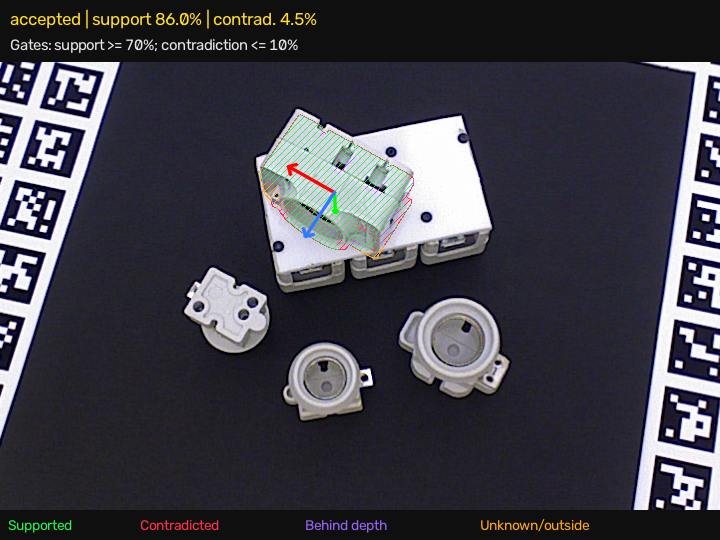 accepted | support 86.0% | contrad. 4.5%
Gates: support >= 70%; contradiction <= 10%
Supported
Contradicted
Behind depth
Unknown/outside